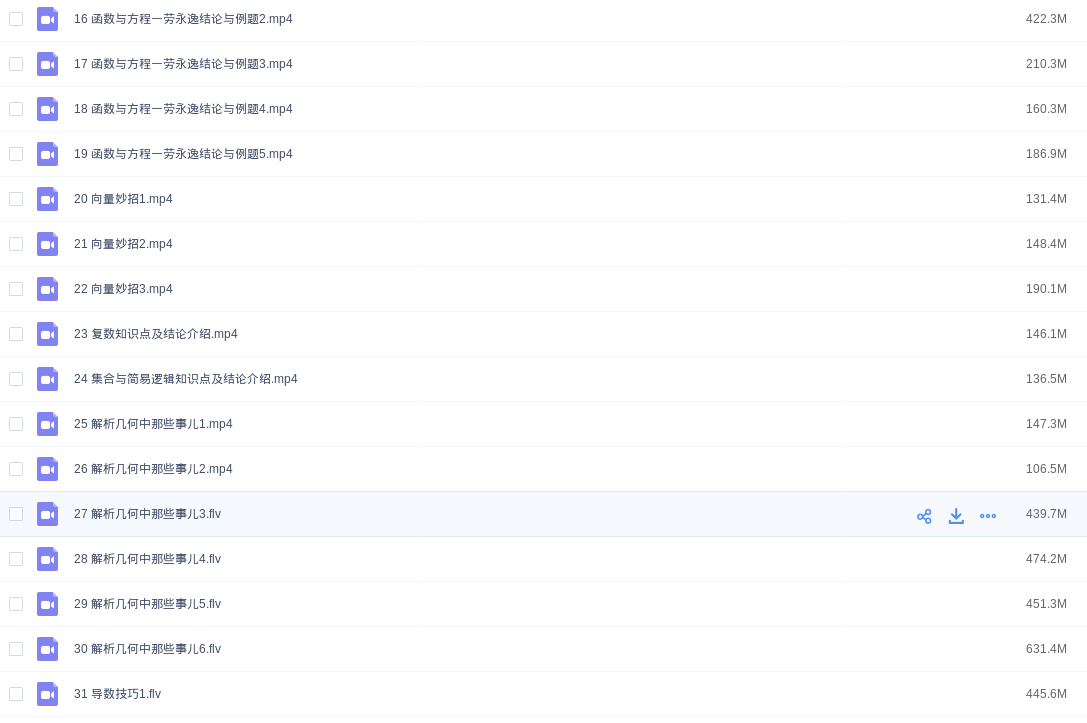 16 函数与方程一劳永逸结论与例题2.mp4 422.3M
17 函数与方程一劳永逸结论与例题3.mp4 210.3M
18 函数与方程一劳永逸结论与例题4.mp4 160.3M
19 函数与方程一劳永逸结论与例题5.mp4 186.9M
20 向量妙招1.mp4 131.4M
21 向量妙招2.mp4 148.4M
22 向量妙招3.mp4 190.1M
23 复数知识点及结论介绍.mp4 146.1M
24 集合与简易逻辑知识点及结论介绍.mp4 136.5M
25 解析几何中那些事儿1.mp4 147.3M
26 解析几何中那些事儿2.mp4 106.5M
27 解析几何中那些事儿3.flv 439.7M
28 解析几何中那些事儿4.flv 474.2M
29 解析几何中那些事儿5.flv 451.3M
30 解析几何中那些事儿6.flv 631.4M
31 导数技巧1.flv 445.6M